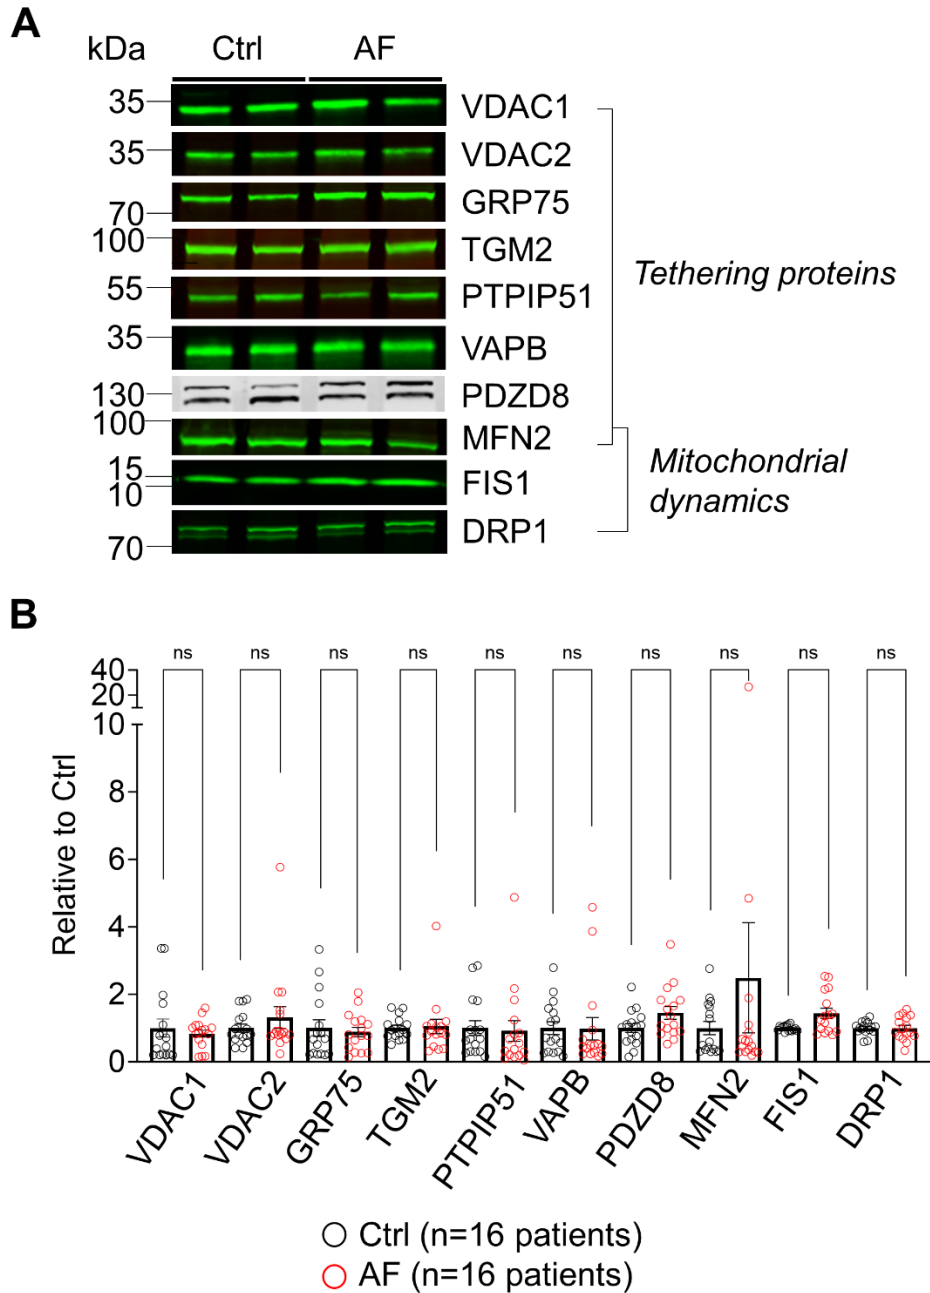 A
kDa Ctrl AF
35 VDAC1
35 VDAC2
70 GRP75
100 TGM2
55 PTPIP51
35 VAPB
130 PDZD8
100 MFN2
15 FIS1
10
70 DRP1
Tethering proteins
Mitochondrial
dynamics
B
ns ns ns ns ns ns ns ns ns ns
40
20
10
8
6
4
2
0
Relative to Ctrl
VDAC1 VDAC2 GRP75 TGM2 PTPIP51 VAPB PDZD8 MFN2 FIS1 DRP1
Ctrl (n=16 patients)
AF (n=16 patients)